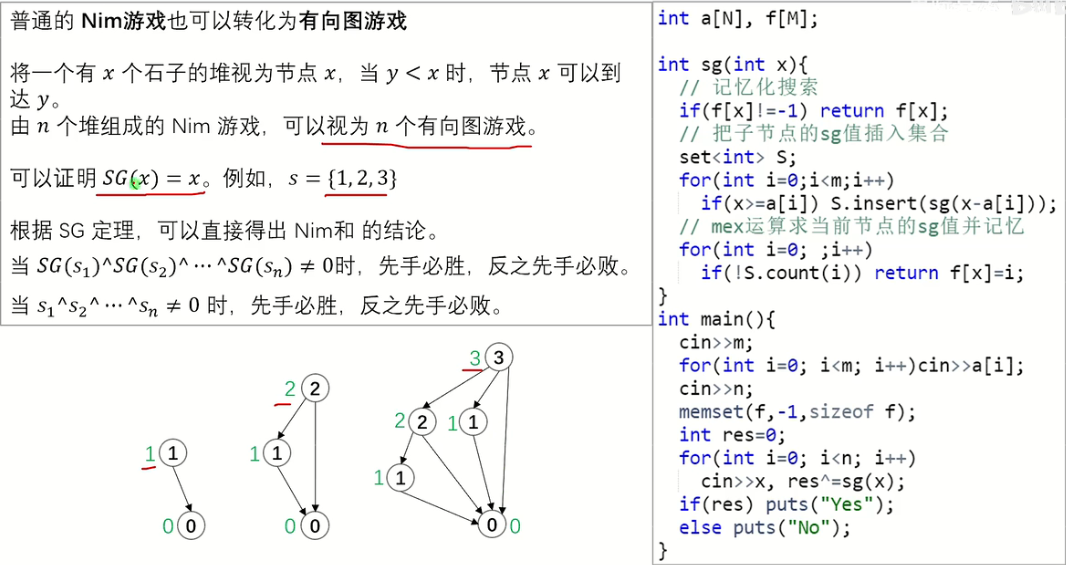 普通的 Nim游戏也可以转化为有向图游戏
将一个有 x 个石子的堆视为节点 x，当 y < x 时，节点 x 可以到
达 y。
由 n 个堆组成的 Nim 游戏，可以视为 n 个有向图游戏。
可以证明 SG(x) = x。例如，s = {1, 2, 3}
根据 SG 定理，可以直接得出 Nim和 的结论。
当 SG(s₁)^SG(s₂)^ ⋯ ^SG(sₙ) ≠ 0时，先手必胜，反之先手必败。
当 s₁^s₂^ ⋯ ^sₙ ≠ 0 时，先手必胜，反之先手必败。
1 1
0 0
2 2
1 1
0 0
3 3
2 2 1 1
1 1
0 0
int a[N], f[M];
int sg(int x){
// 记忆化搜索
if(f[x]!=-1) return f[x];
// 把子节点的sg值插入集合
set<int> S;
for(int i=0;i<m;i++)
if(x>=a[i]) S.insert(sg(x-a[i]));
// mex运算求当前节点的sg值并记忆
for(int i=0; ;i++)
if(!S.count(i)) return f[x]=i;
}
int main(){
cin>>m;
for(int i=0; i<m; i++)cin>>a[i];
cin>>n;
memset(f,-1,sizeof f);
int res=0;
for(int i=0; i<n; i++)
cin>>x, res^=sg(x);
if(res) puts("Yes");
else puts("No");
}